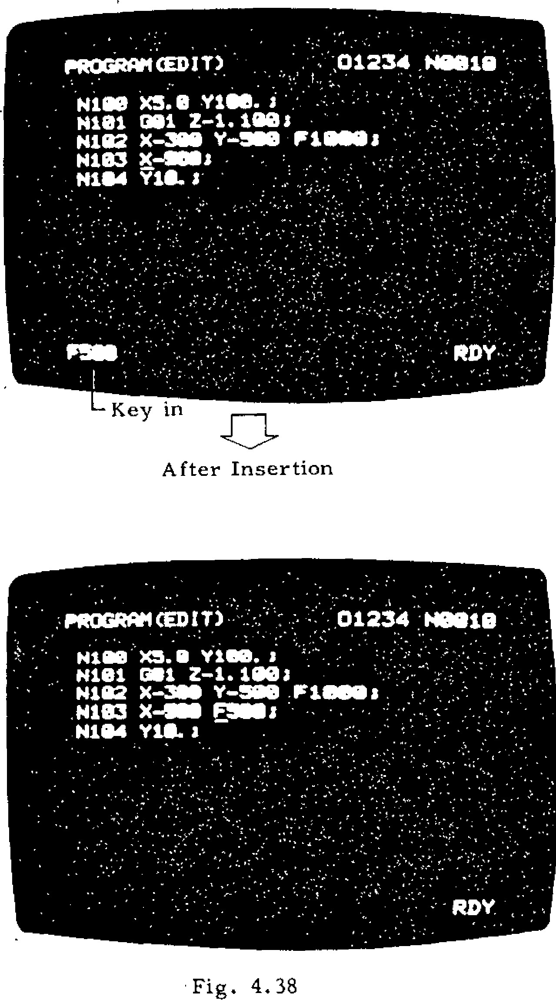 PROGRAM(EDIT) O1234 N0010
N100 X5.0 Y100.;
N101 G01 Z-1.100;
N102 X-300 Y-500 F1000;
N103 X-500;
N104 Y10.;
F500 RDY
Key in
After Insertion
PROGRAM(EDIT) O1234 N0010
N100 X5.0 Y100.;
N101 G01 Z-1.100;
N102 X-300 Y-500 F1000;
N103 X-500 F500;
N104 Y10.;
RDY
Fig. 4.38